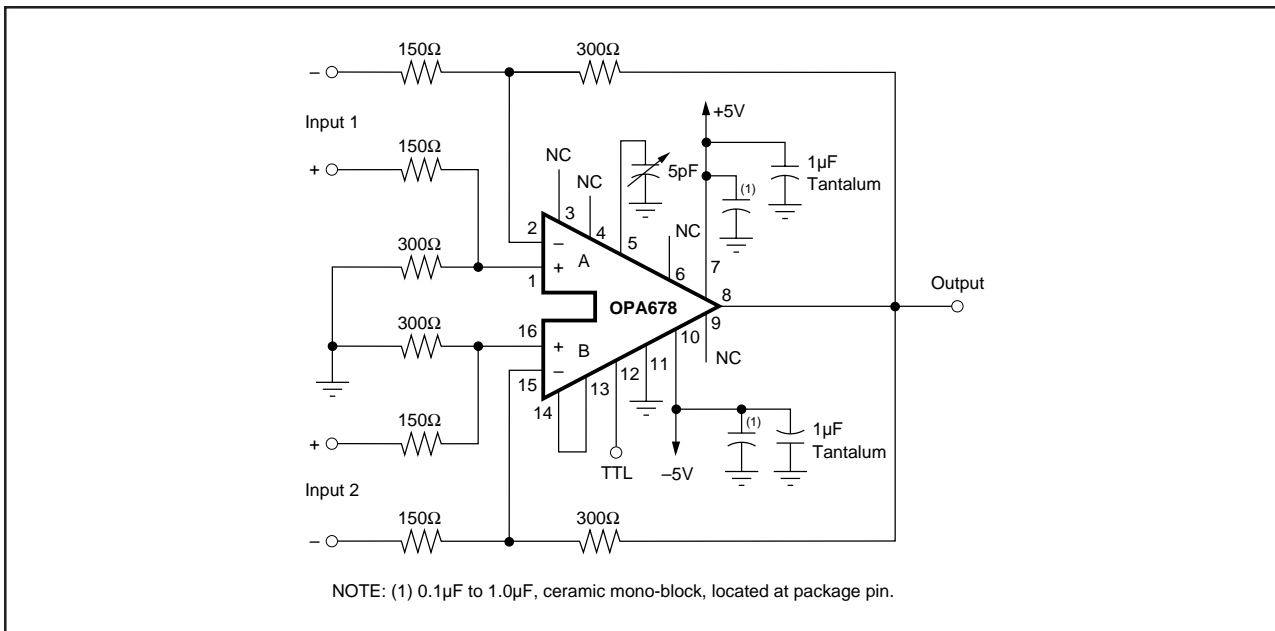 150Ω
300Ω
–
Input 1
+5V
150Ω
NC
+
5pF
1µF
Tantalum
NC
(1)
3
4
5
NC
2
–
A
300Ω
+
6
7
1
Output
OPA678
8
300Ω
16
9
+
B
10
NC
–
11
15
12
13
14
150Ω
(1)
1µF
+
Tantalum
TTL
–5V
Input 2
150Ω
300Ω
–
NOTE: (1) 0.1µF to 1.0µF, ceramic mono-block, located at package pin.